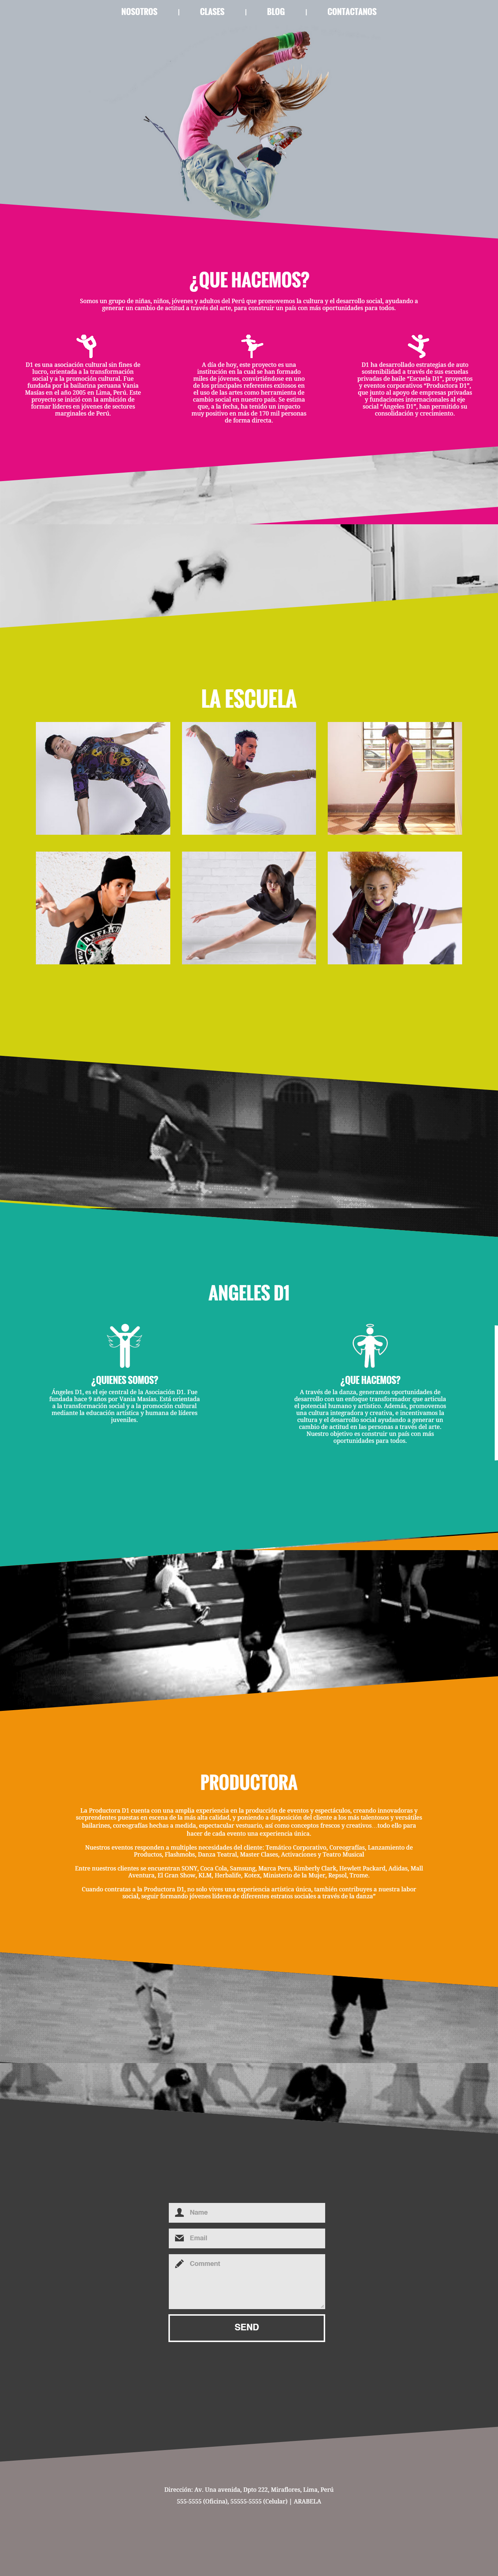 NOSOTROS | CLASES | BLOG | CONTACTANOS
¿QUE HACEMOS?
Somos un grupo de niñas, niños, jóvenes y adultos del Perú que promovemos la cultura y el desarrollo social, ayudando a
generar un cambio de actitud a través del arte, para construir un país con más oportunidades para todos.
D1 es una asociación cultural sin fines de
lucro, orientada a la transformación
social y a la promoción cultural. Fue
fundada por la bailarina peruana Vania
Masías en el año 2005 en Lima, Perú. Este
proyecto se inició con la ambición de
formar líderes en jóvenes de sectores
marginales de Perú.
A día de hoy, este proyecto es una
institución en la cual se han formado
miles de jóvenes, convirtiéndose en uno
de los principales referentes exitosos en
el uso de las artes como herramienta de
cambio social en nuestro país. Se estima
que, a la fecha, ha tenido un impacto
muy positivo en más de 170 mil personas
de forma directa.
D1 ha desarrollado estrategias de auto
sostenibilidad a través de sus escuelas
privadas de baile “Escuela D1”, proyectos
y eventos corporativos “Productora D1”,
que junto al apoyo de empresas privadas
y fundaciones internacionales al eje
social “Ángeles D1”, han permitido su
consolidación y crecimiento.
LA ESCUELA
ANGELES D1
¿QUIENES SOMOS?
Ángeles D1, es el eje central de la Asociación D1. Fue
fundada hace 9 años por Vania Masías. Está orientada
a la transformación social y a la promoción cultural
mediante la educación artística y humana de líderes
juveniles.
¿QUE HACEMOS?
A través de la danza, generamos oportunidades de
desarrollo con un enfoque transformador que articula
el potencial humano y artístico. Además, promovemos
una cultura integradora y creativa, e incentivamos la
cultura y el desarrollo social ayudando a generar un
cambio de actitud en las personas a través del arte.
Nuestro objetivo es construir un país con más
oportunidades para todos.
PRODUCTORA
La Productora D1 cuenta con una amplia experiencia en la producción de eventos y espectáculos, creando innovadoras y
sorprendentes puestas en escena de la más alta calidad, y poniendo a disposición del cliente a los más talentosos y versátiles
bailarines, coreografías hechas a medida, espectacular vestuario, así como conceptos frescos y creativos todo ello para
hacer de cada evento una experiencia única.
Nuestros eventos responden a multiples necesidades del cliente: Temático Corporativo, Coreografías, Lanzamiento de
Productos, Flashmobs, Danza Teatral, Master Clases, Activaciones y Teatro Musical
Entre nuestros clientes se encuentran SONY, Coca Cola, Samsung, Marca Peru, Kimberly Clark, Hewlett Packard, Adidas, Mall
Aventura, El Gran Show, KLM, Herbalife, Kotex, Ministerio de la Mujer, Repsol, Trome.
Cuando contratas a la Productora D1, no solo vives una experiencia artística única, también contribuyes a nuestra labor
social, seguir formando jóvenes líderes de diferentes estratos sociales a través de la danza”
Name
Email
Comment
SEND
Dirección: Av. Una avenida, Dpto 222, Miraflores, Lima, Perú
555-5555 (Oficina), 55555-5555 (Celular) | ARABELA